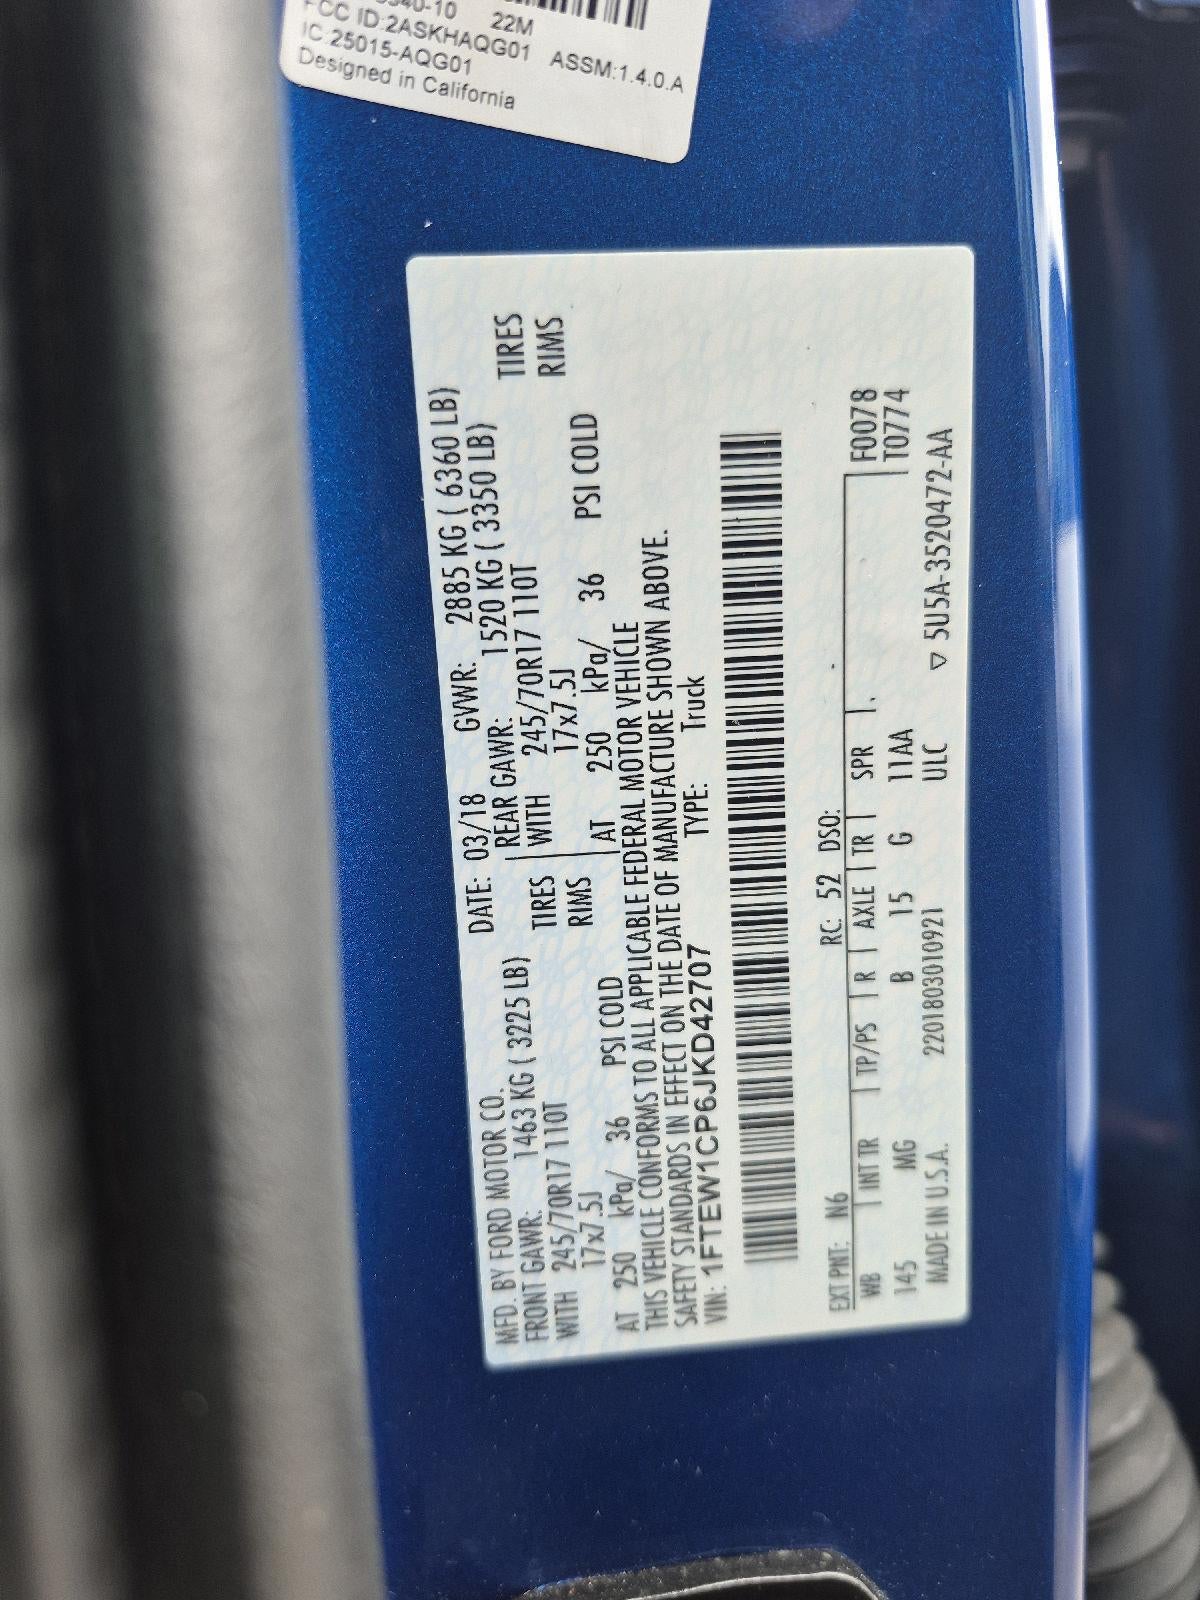 40-10 22M
FCC ID:2ASKHAQG01 ASSM:1.4.0.A
IC:25015-AQG01
Designed in California
MFD. BY FORD MOTOR CO. DATE: 03/18 GVWR: 2885 KG ( 6360 LB)
FRONT GAWR: 1463 KG ( 3225 LB) REAR GAWR: 1520 KG ( 3350 LB)
WITH 245/70R17 110T TIRES WITH 245/70R17 110T TIRES
17x7.5J RIMS 17x7.5J RIMS
AT 250 kPa/ 36 PSI COLD AT 250 kPa/ 36 PSI COLD
THIS VEHICLE CONFORMS TO ALL APPLICABLE FEDERAL MOTOR VEHICLE
SAFETY STANDARDS IN EFFECT ON THE DATE OF MANUFACTURE SHOWN ABOVE.
VIN: 1FTEW1CP6JKD42707 TYPE: Truck
EXT PNT: N6 RC: 52 DSO:
WB INT TR TP/PS R AXLE TR SPR F0078
145 MG B 15 G 11AA T0774
MADE IN U.S.A. 2201803010921 ULC ▽ 5U5A-3520472-AA